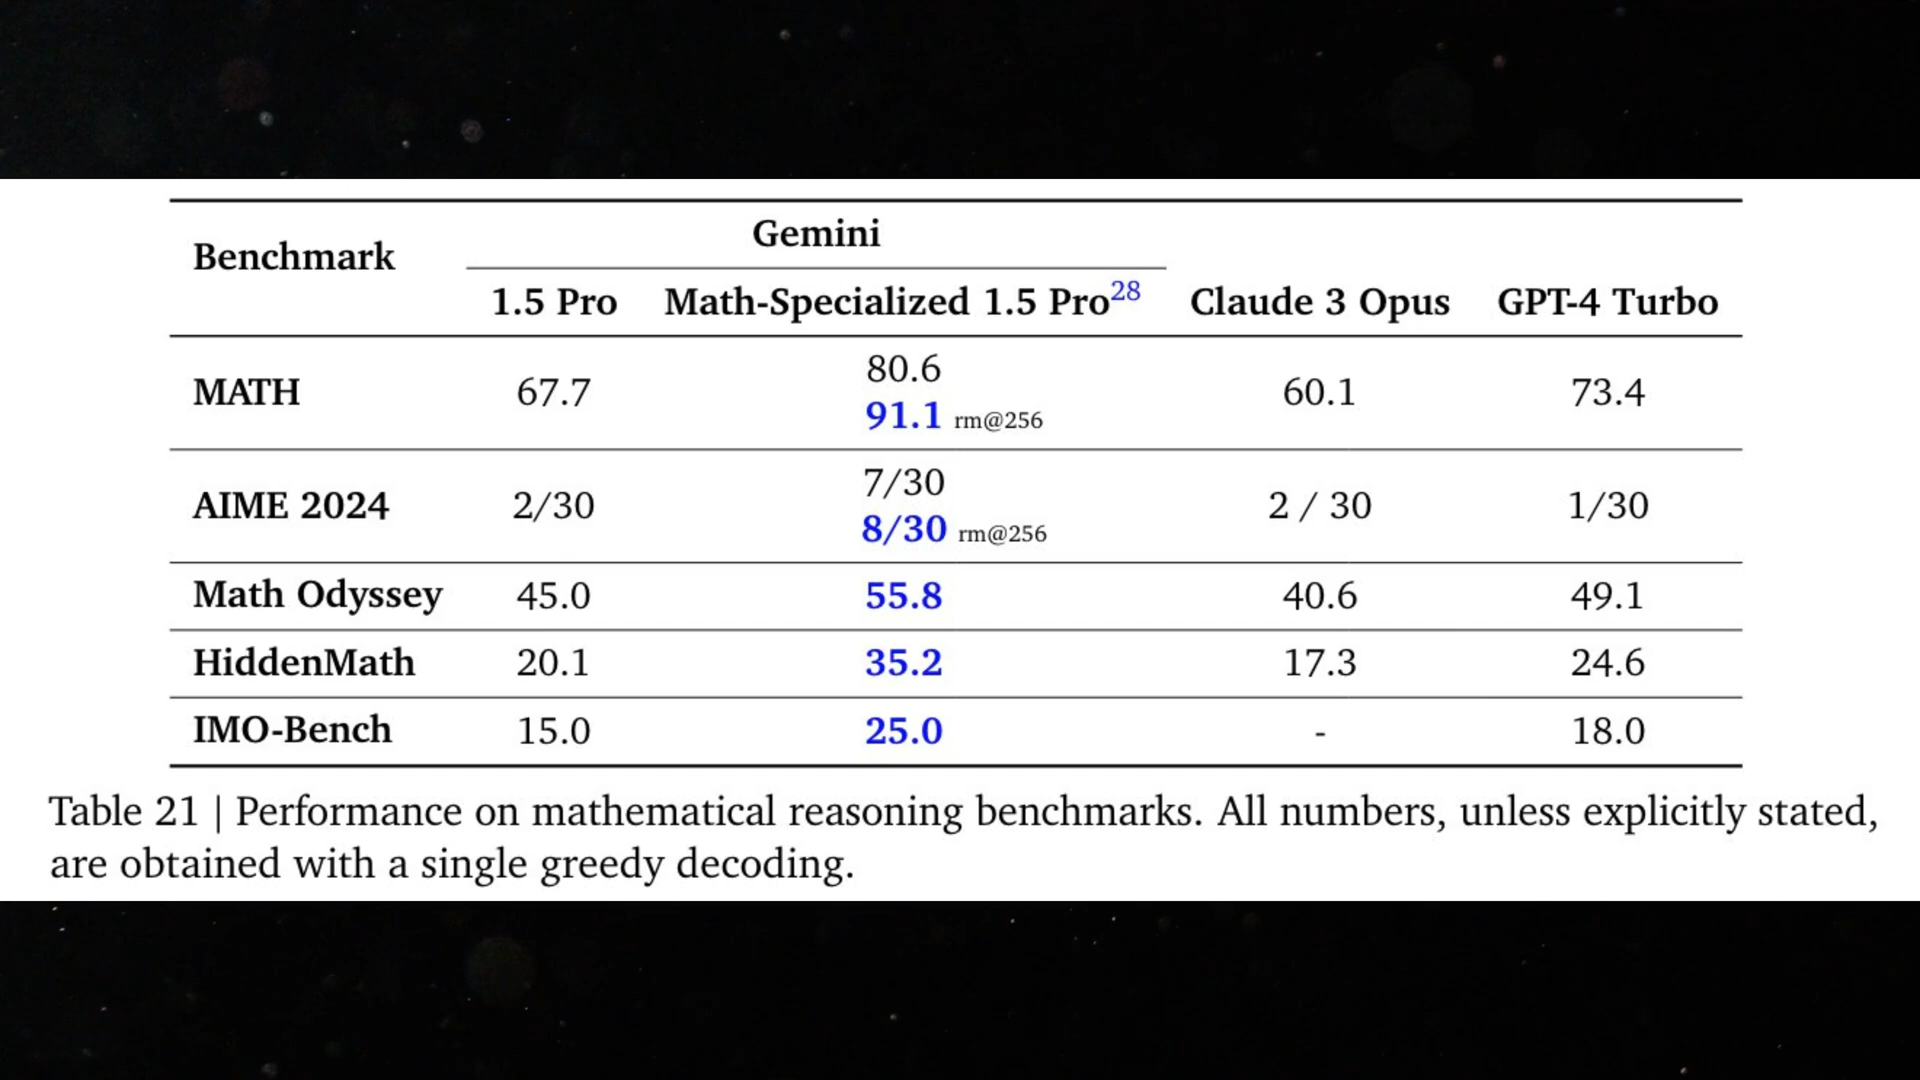 Benchmark Gemini
1.5 Pro Math-Specialized 1.5 Pro28 Claude 3 Opus GPT-4 Turbo
MATH 67.7 80.6 60.1 73.4
91.1 rm@256
AIME 2024 2/30 7/30 2 / 30 1/30
8/30 rm@256
Math Odyssey 45.0 55.8 40.6 49.1
HiddenMath 20.1 35.2 17.3 24.6
IMO-Bench 15.0 25.0 - 18.0
Table 21 | Performance on mathematical reasoning benchmarks. All numbers, unless explicitly stated,
are obtained with a single greedy decoding.